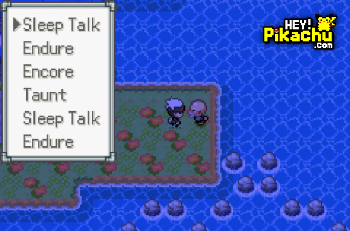 Sleep Talk
Endure
Encore
Taunt
Sleep Talk
Endure
HEY!
Pikachu
.com